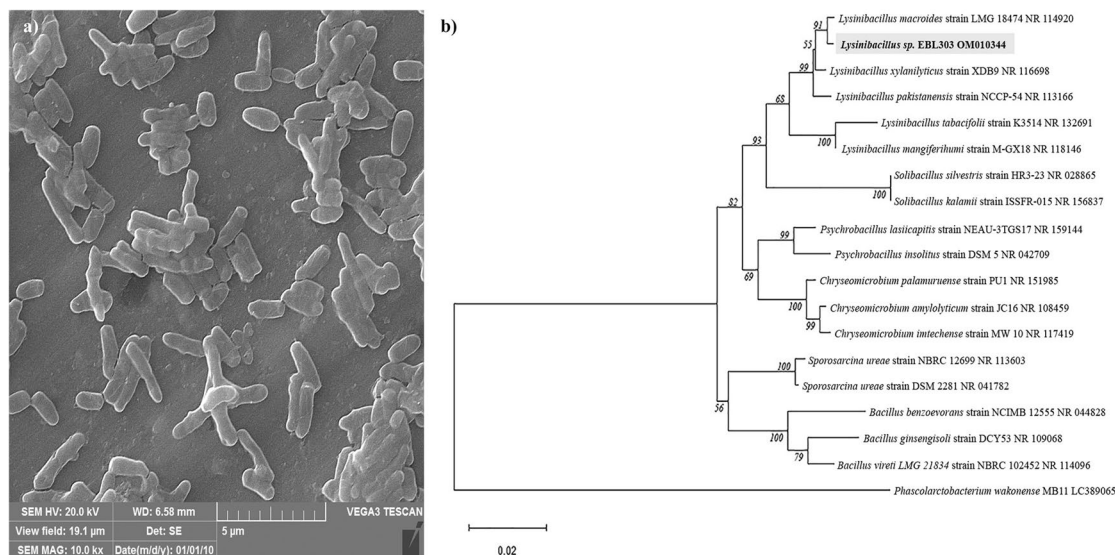 a)
SEM HV: 20.0 kV WD: 6.58 mm VEGA3 TESCAN
View field: 19.1 µm Det: SE 5 µm
SEM MAG: 10.0 kx Date(m/d/y): 01/01/10
b)
Lysinibacillus macroides strain LMG 18474 NR 114920
91
Lysinibacillus sp. EBL303 OM010344
55
Lysinibacillus xylanilyticus strain XDB9 NR 116698
99
Lysinibacillus pakistanensis strain NCCP-54 NR 113166
68
Lysinibacillus tabacifolii strain K3514 NR 132691
93
100
Lysinibacillus mangiferihumi strain M-GX18 NR 118146
Solibacillus silvestris strain HR3-23 NR 028865
100
Solibacillus kalamii strain ISSFR-015 NR 156837
82
Psychrobacillus lasiicapitis strain NEAU-3TGS17 NR 159144
99
Psychrobacillus insolitus strain DSM 5 NR 042709
69
Chryseomicrobium palamuruense strain PU1 NR 151985
100
Chryseomicrobium amylolyticum strain JC16 NR 108459
99
Chryseomicrobium imtechense strain MW 10 NR 117419
Sporosarcina ureae strain NBRC 12699 NR 113603
100
Sporosarcina ureae strain DSM 2281 NR 041782
56
Bacillus benzoevorans strain NCIMB 12555 NR 044828
100
Bacillus ginsengisoli strain DCY53 NR 109068
79
Bacillus vireti LMG 21834 strain NBRC 102452 NR 114096
Phascolarctobacterium wakonense MB11 LC389065
0.02